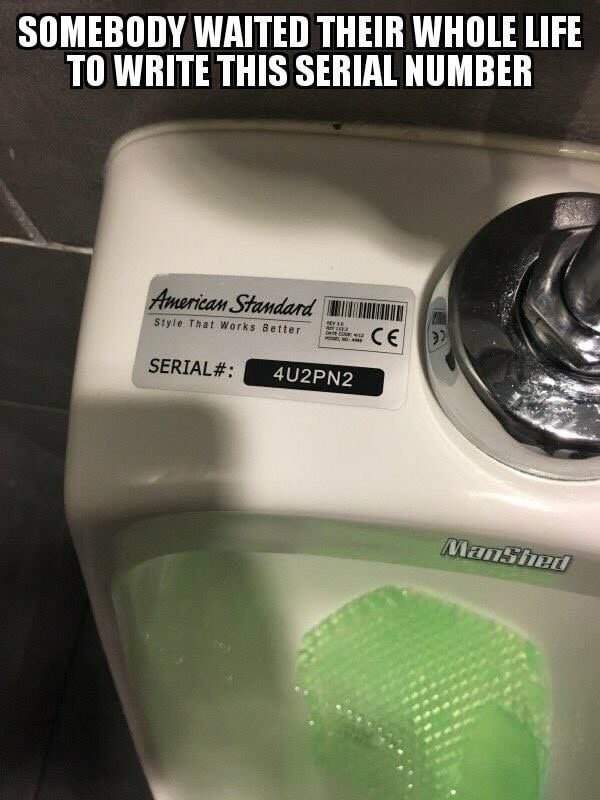 SOMEBODY WAITED THEIR WHOLE LIFE
TO WRITE THIS SERIAL NUMBER
American Standard
Style That Works Better
CE
SERIAL#: 4U2PN2
CE
ManShed